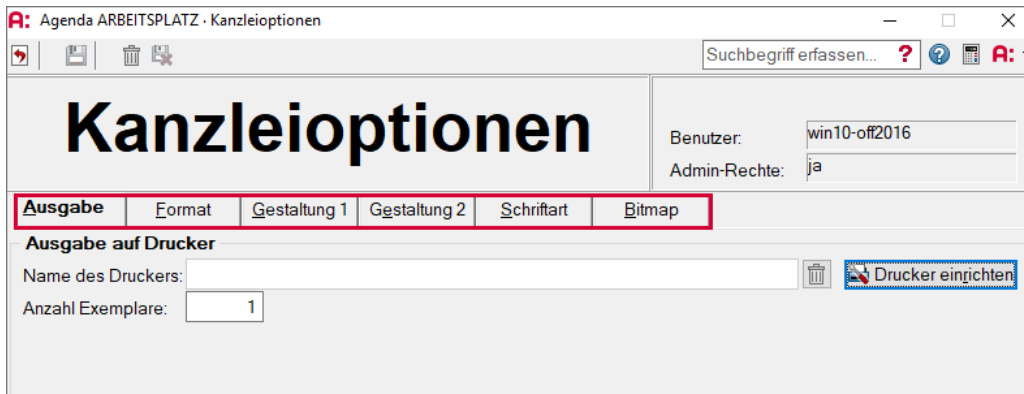 A: Agenda ARBEITSPLATZ · Kanzleioptionen
Suchbegriff erfassen... ? ? A:
Kanzleioptionen
Benutzer: win10-off2016
Admin-Rechte: ja
Ausgabe Format Gestaltung 1 Gestaltung 2 Schriftart Bitmap
Ausgabe auf Drucker
Name des Druckers: Drucker einrichten
Anzahl Exemplare: 1